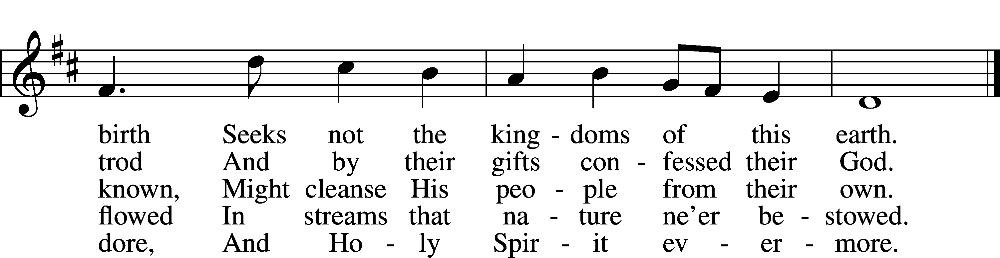 birth Seeks not the king - doms of this earth.
trod And by their gifts con - fessed their God.
known, Might cleanse His peo - ple from their own.
flowed In streams that na - ture ne’er be - stowed.
dore, And Ho - ly Spir - it ev - er - more.